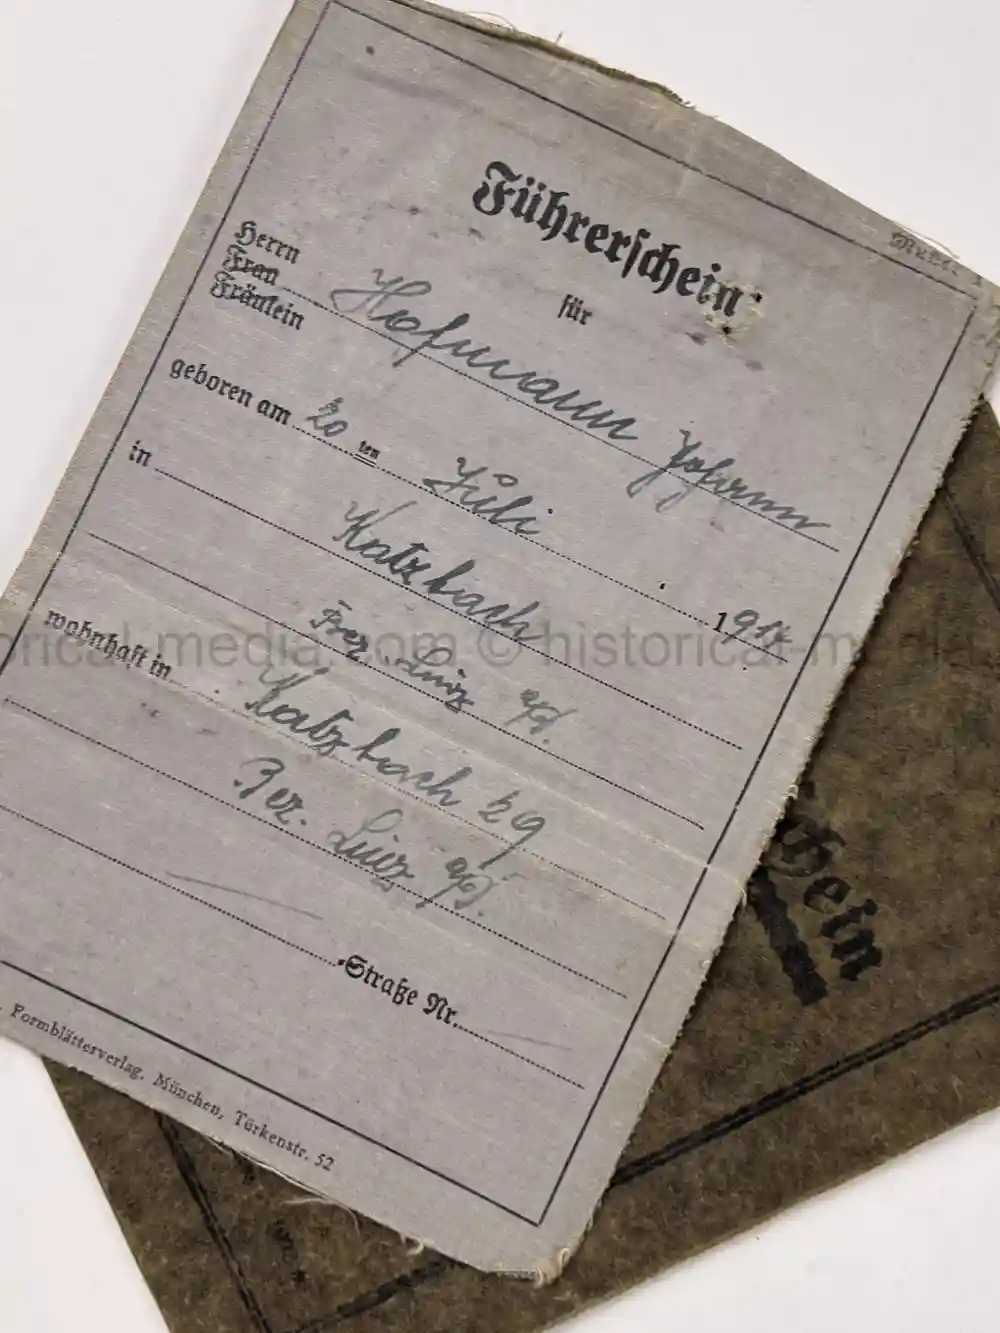 Führerschein
für
Herrn
Frau
Fräulein
Hofmann Johann
geboren am 20 ten Juli 1917
in Katzbach
Bez. Linz a/D.
wohnhaft in Katzbach 29
Bez. Linz a/D.
-Straße Nr.
Formblätterverlag, München, Türkenstr. 52
historical-media.com © historical-media